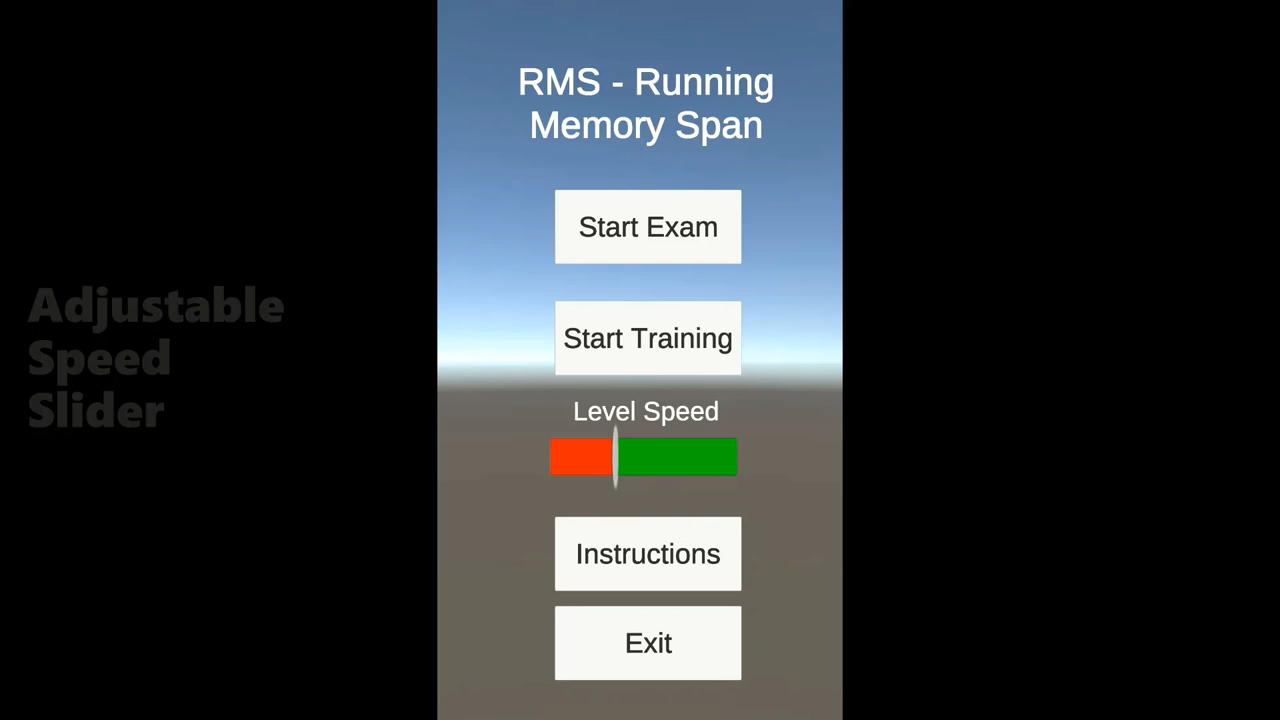 RMS - Running
Memory Span
Start Exam
Start Training
Level Speed
Instructions
Exit
Adjustable
Speed
Slider